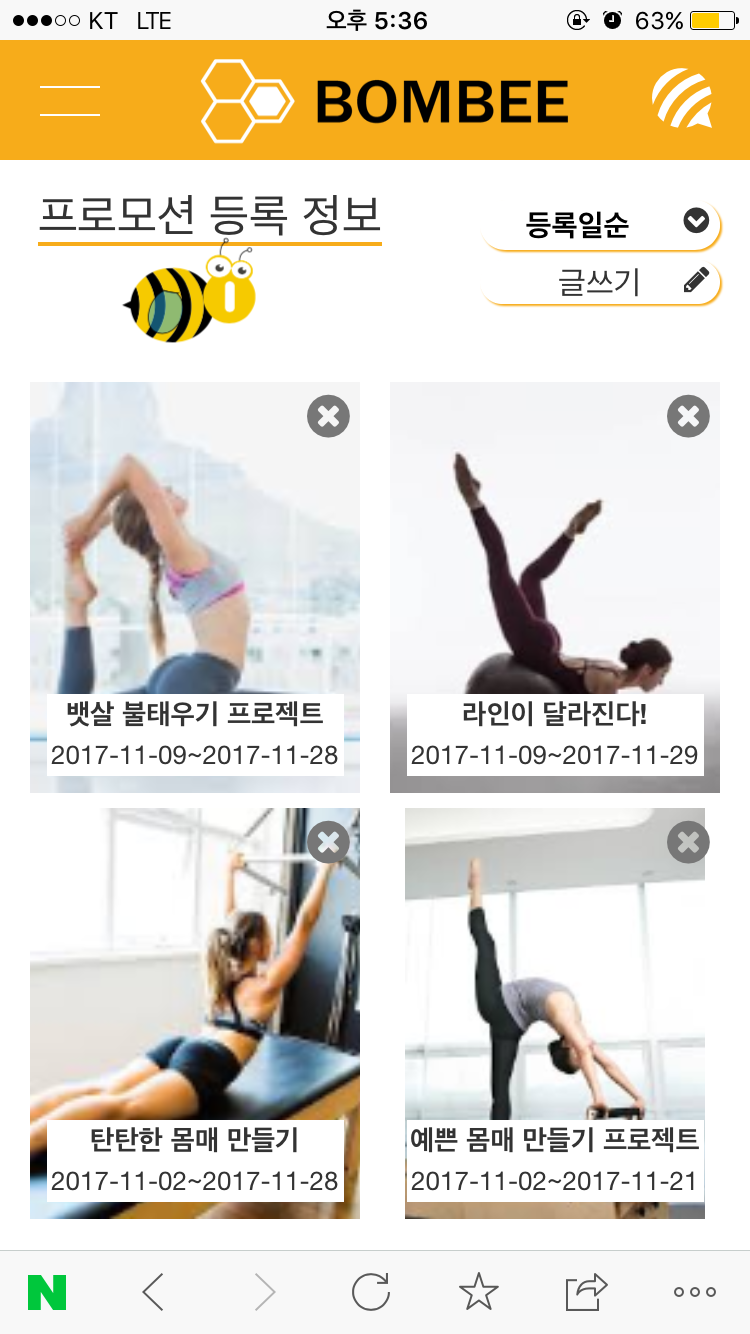 KT LTE 오후 5:36 63%
BOMBEE
프로모션 등록 정보
등록일순
글쓰기
뱃살 불태우기 프로젝트
2017-11-09~2017-11-28
라인이 달라진다!
2017-11-09~2017-11-29
탄탄한 몸매 만들기
2017-11-02~2017-11-28
예쁜 몸매 만들기 프로젝트
2017-11-02~2017-11-21
N